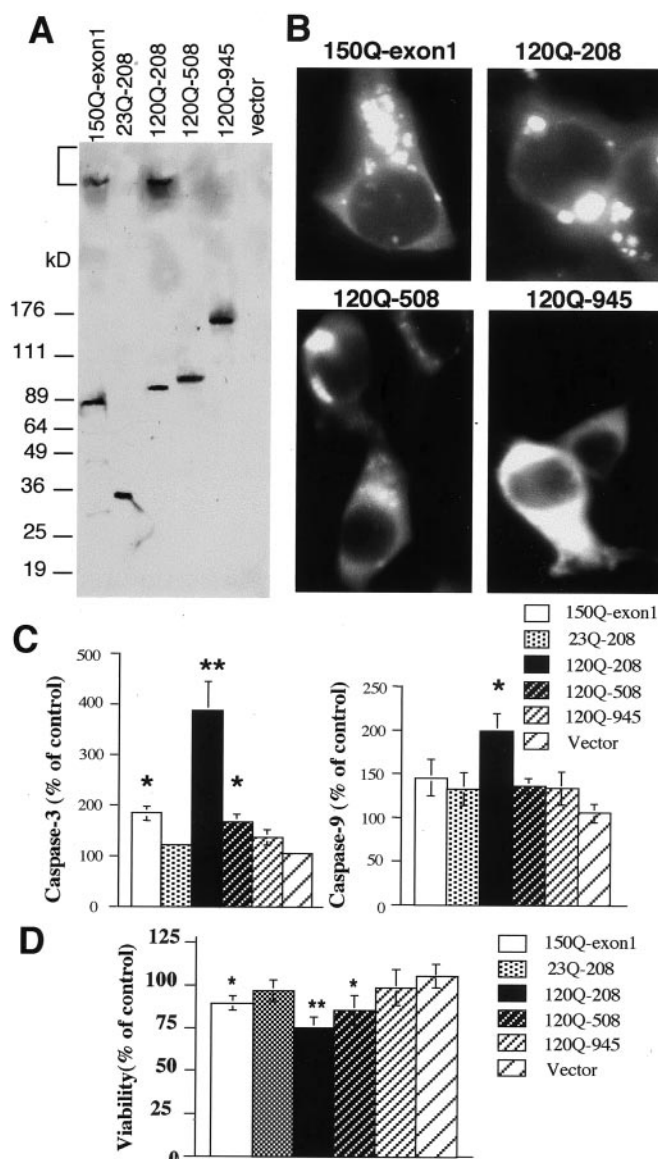 A
150Q-exon1
23Q-208
120Q-208
120Q-508
120Q-945
vector
kD
176
111
89
64
49
36
25
19
B
150Q-exon1
120Q-208
120Q-508
120Q-945
C
Caspase-3 (% of control)
500
400
300
200
100
0
*
**
*
Caspase-9 (% of control)
250
200
150
100
50
0
*
150Q-exon1
23Q-208
120Q-208
120Q-508
120Q-945
Vector
D
Viability(% of control)
125
100
75
50
25
0
*
**
*
150Q-exon1
23Q-208
120Q-208
120Q-508
120Q-945
Vector